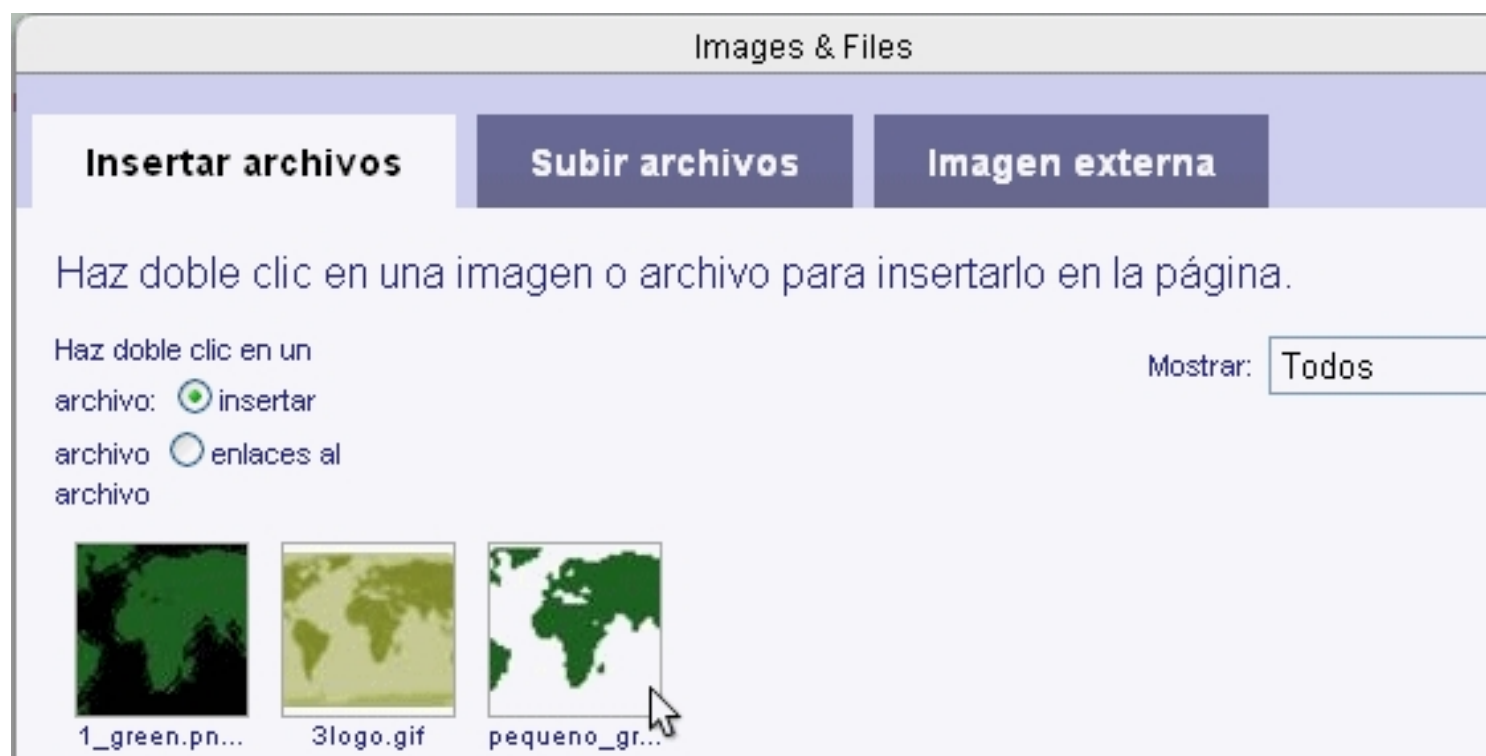 Images & Files
Insertar archivos Subir archivos Imagen externa
Haz doble clic en una imagen o archivo para insertarlo en la página.
Haz doble clic en un
archivo: insertar
archivo enlaces al
archivo
Mostrar: Todos
1_green.pn... 3logo.gif pequeno_gr...